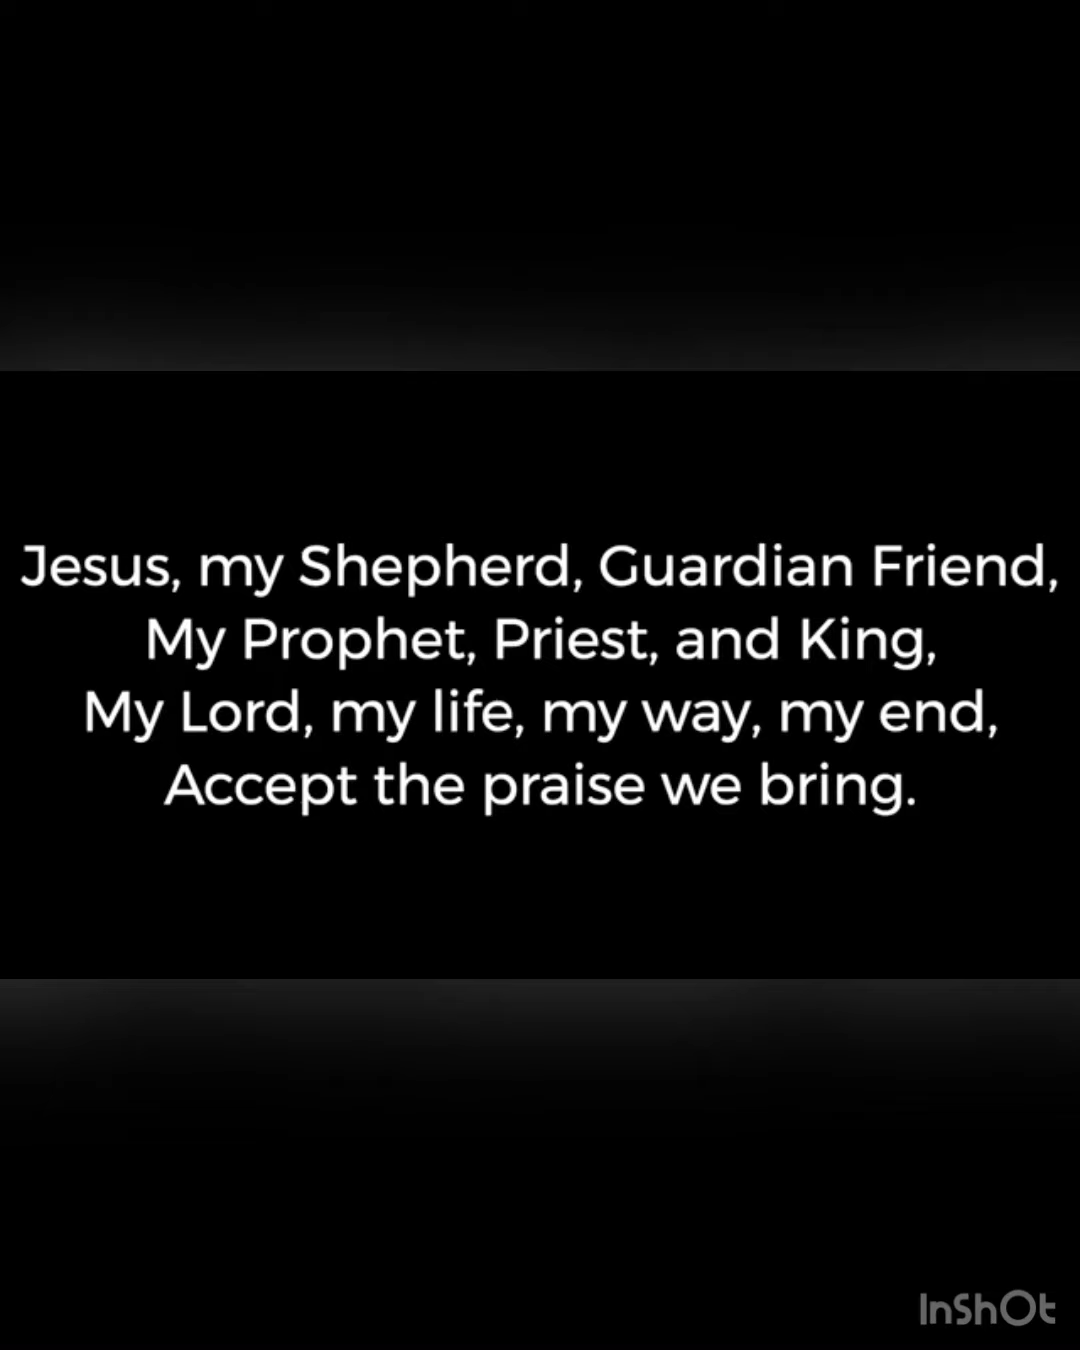 Jesus, my Shepherd, Guardian Friend,
My Prophet, Priest, and King,
My Lord, my life, my way, my end,
Accept the praise we bring.
InShOt